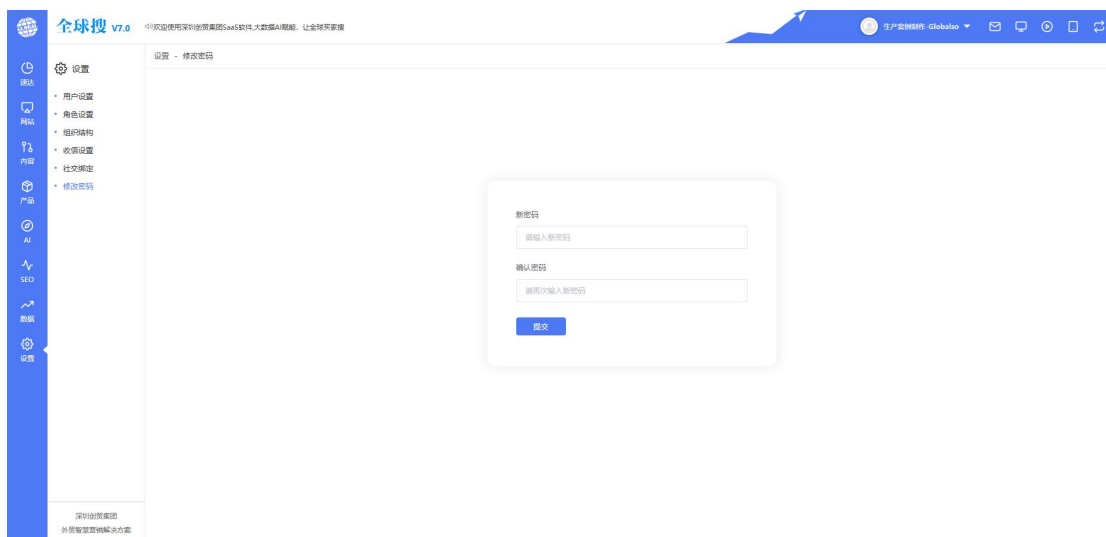 全球搜 V7.0
欢迎使用深圳创贸集团SaaS软件,大数据AI赋能,让全球买家搜
生产案例制作-Globalso
速达
网站
内容
产品
AI
SEO
数据
设置
设置
用户设置
角色设置
组织结构
收信设置
社交绑定
修改密码
设置 - 修改密码
新密码
请输入新密码
确认密码
请再次输入新密码
提交
深圳创贸集团
外贸智慧营销解决方案